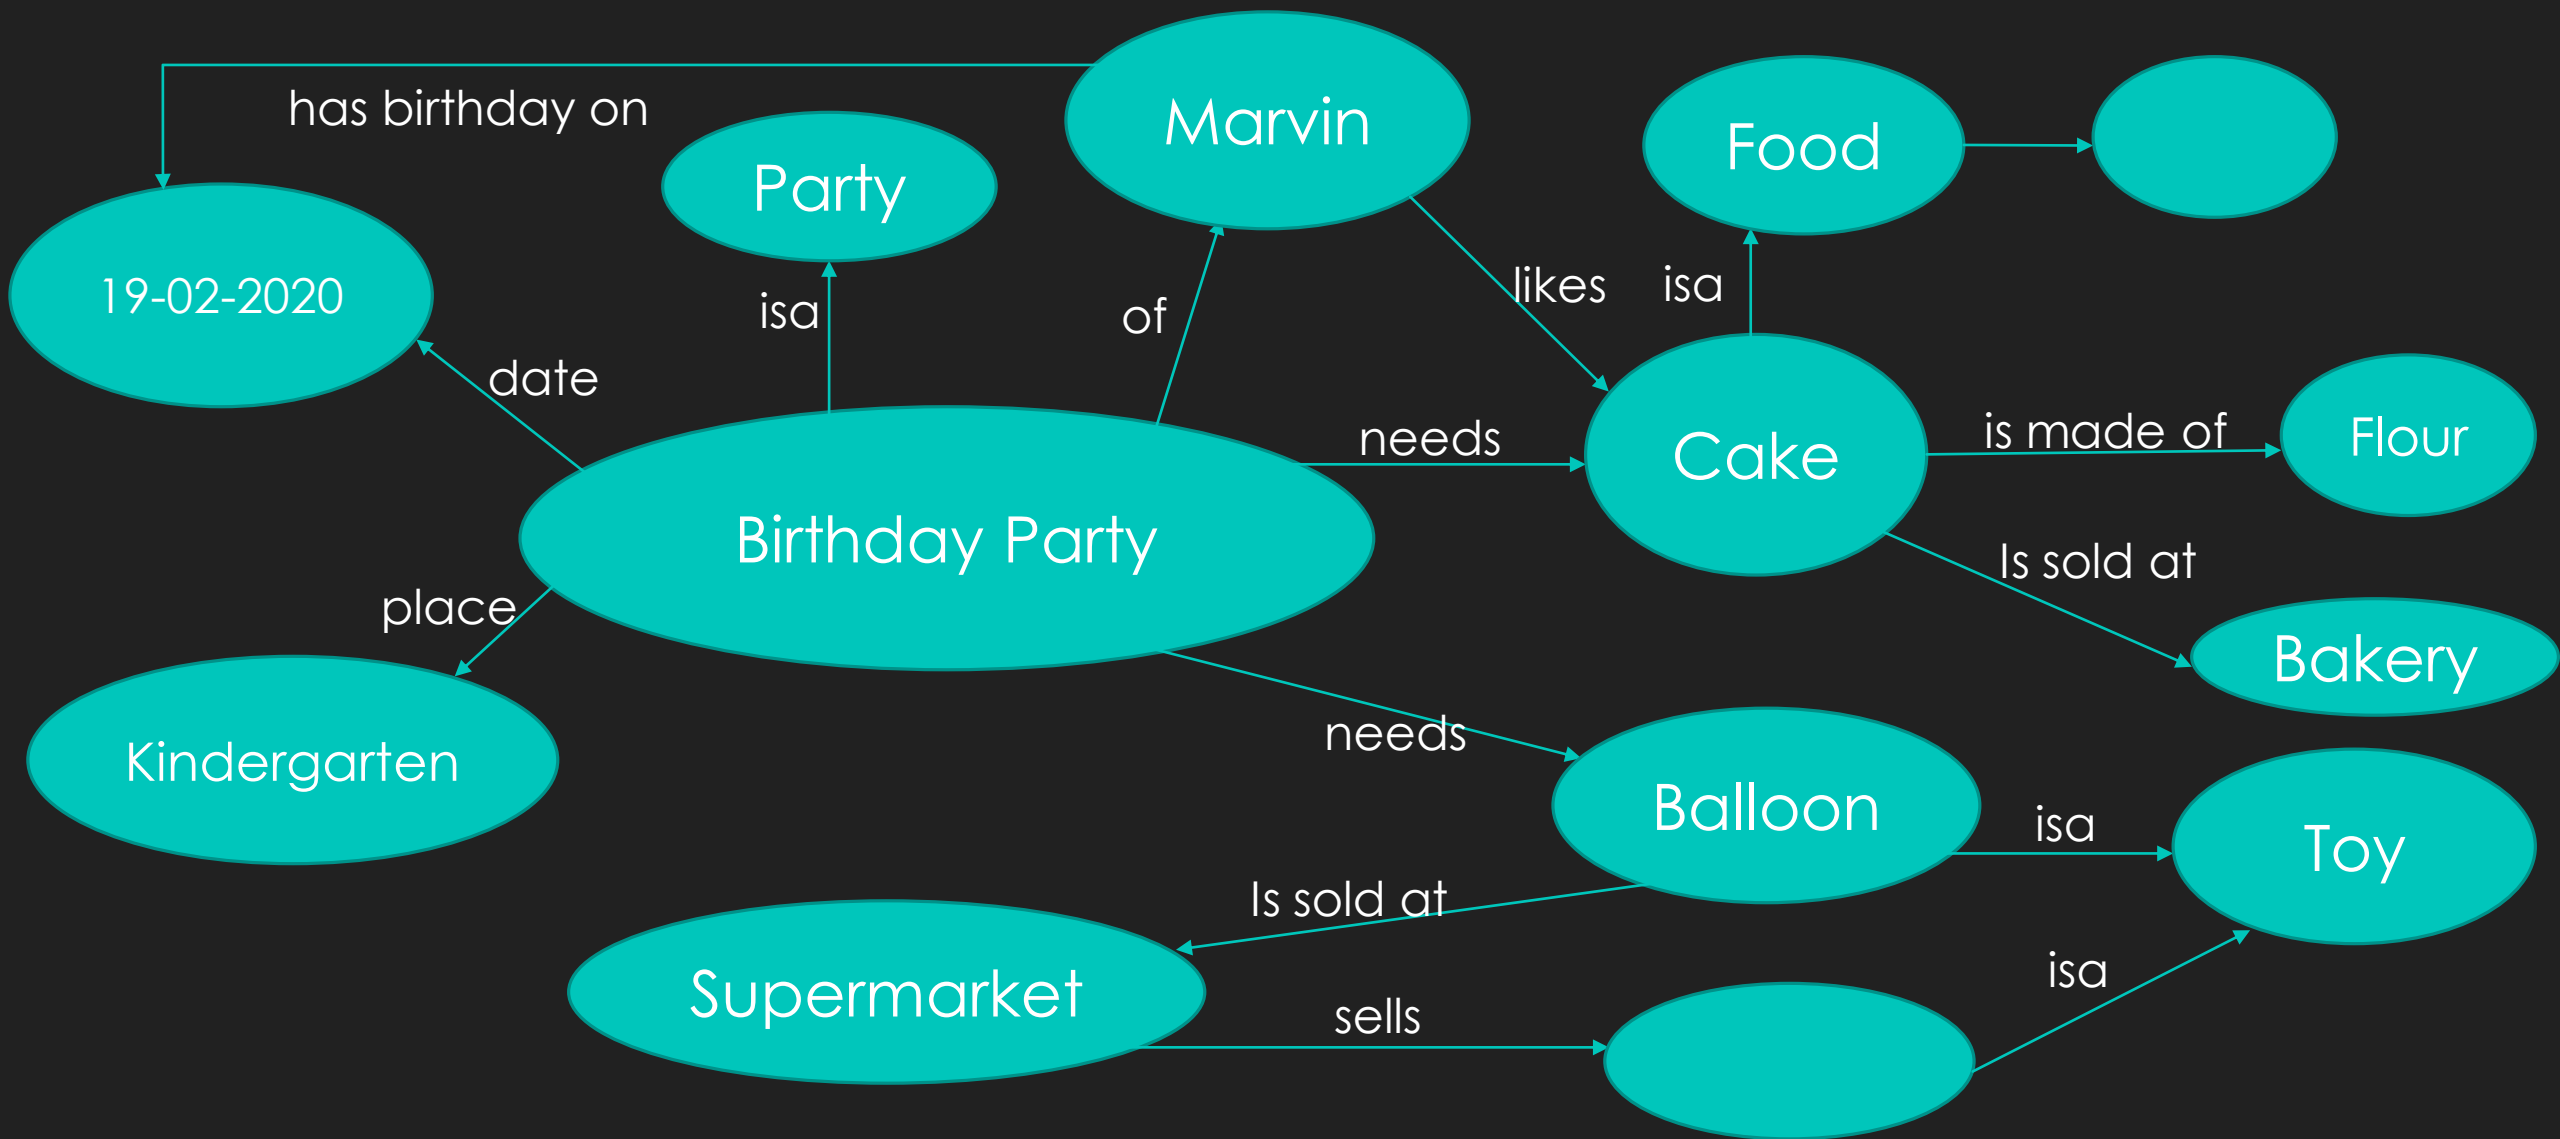 has birthday on
Marvin
Party
Food
19-02-2020
isa
of
likes
isa
date
needs
Cake
is made of
Flour
Birthday Party
Is sold at
place
Bakery
Kindergarten
needs
Balloon
isa
Toy
Is sold at
Supermarket
sells
isa